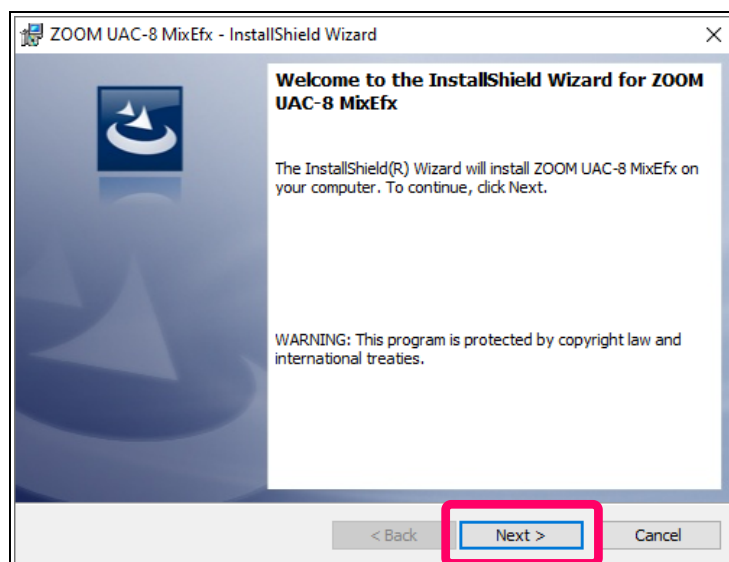 ZOOM UAC-8 MixEfx - InstallShield Wizard
Welcome to the InstallShield Wizard for ZOOM
UAC-8 MixEfx
The InstallShield(R) Wizard will install ZOOM UAC-8 MixEfx on
your computer. To continue, click Next.
WARNING: This program is protected by copyright law and
international treaties.
< Back
Next >
Cancel